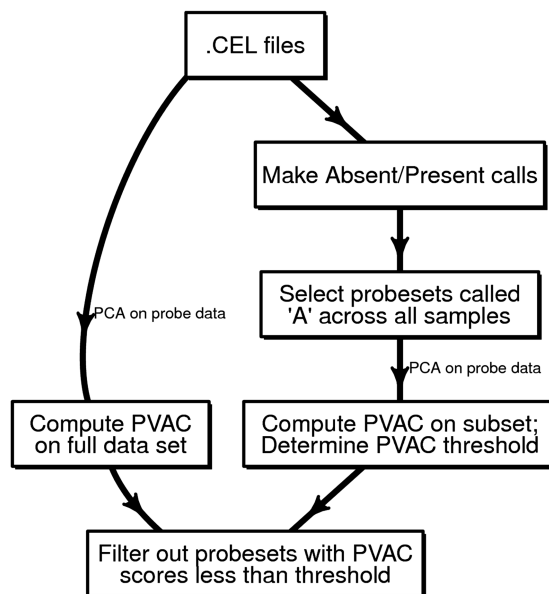 .CEL files
Make Absent/Present calls
Select probesets called
'A' across all samples
PCA on probe data
PCA on probe data
Compute PVAC
on full data set
Compute PVAC on subset;
Determine PVAC threshold
Filter out probesets with PVAC
scores less than threshold